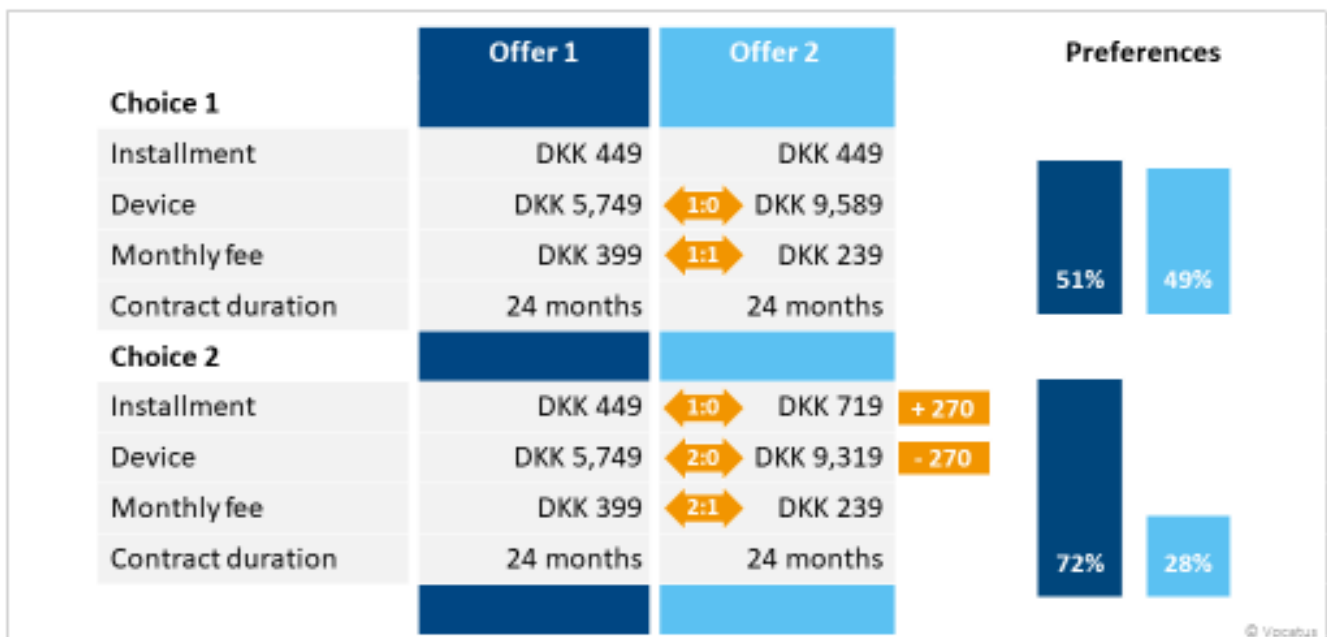 Offer 1 Offer 2 Preferences
Choice 1
Installment DKK 449 DKK 449
Device DKK 5,749 1:0 DKK 9,589
Monthly fee DKK 399 1:1 DKK 239
51% 49%
Contract duration 24 months 24 months
Choice 2
Installment DKK 449 1:0 DKK 719 + 270
Device DKK 5,749 2:0 DKK 9,319 - 270
Monthly fee DKK 399 2:1 DKK 239
Contract duration 24 months 24 months 72% 28%
© Vocatus